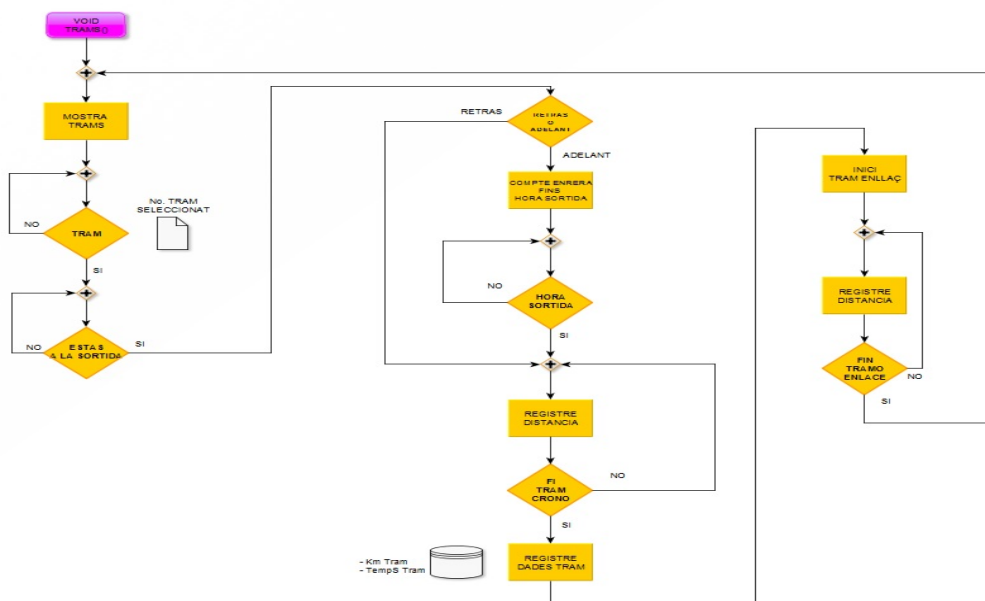 VOID
TRAMS()
MOSTRA
TRAMS
No. TRAM
SELECCIONAT
NO
TRAM
SI
NO
ESTAS
A LA SORTIDA
SI
RETRAS
RETRAS
O
ADELANT
ADELANT
COMPTE ENRERA
FINS
HORA SORTIDA
NO
HORA
SORTIDA
SI
REGISTRE
DISTANCIA
FI
TRAM
CRONO
NO
SI
- Km Tram
- TempS Tram
REGISTRE
DADES TRAM
INICI
TRAM ENLLAÇ
REGISTRE
DISTANCIA
FIN
TRAMO
ENLACE
NO
SI